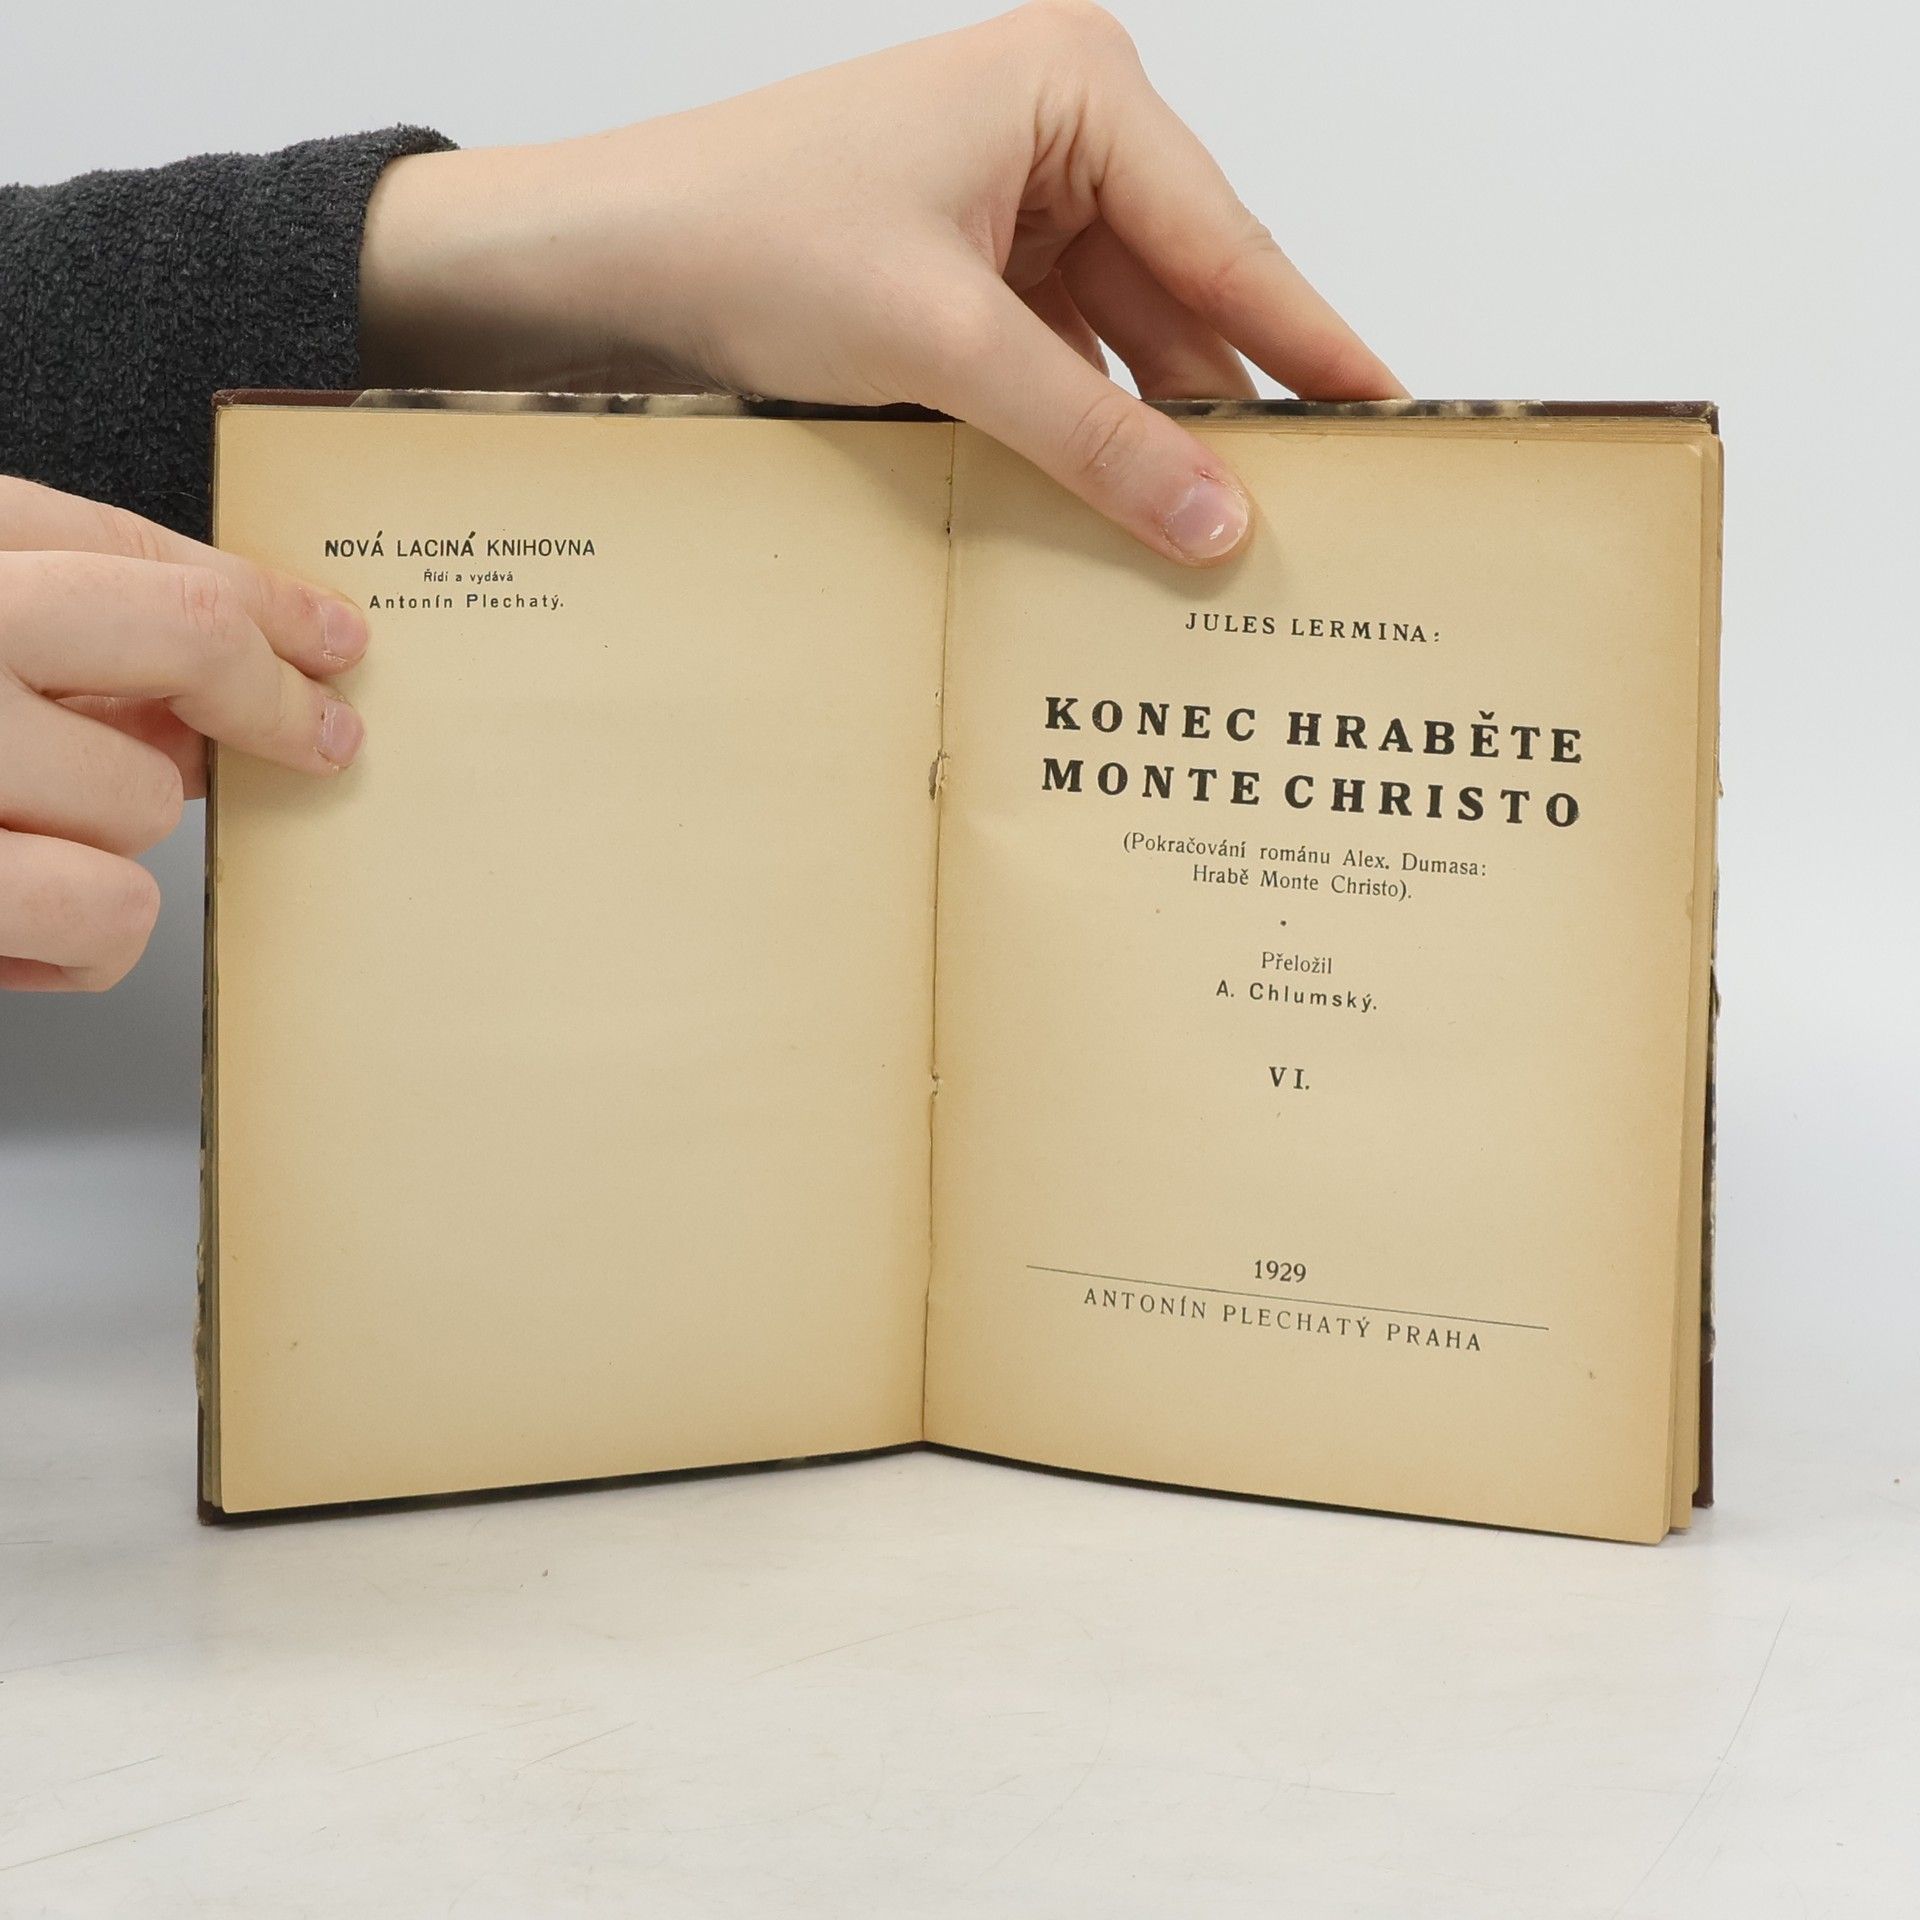 NOVÁ LACINÁ KNIHOVNA
Řídí a vydává
Antonín Plechatý.
JULES LERMINA:
KONEC HRABĚTE
MONTE CHRISTO
(Pokračování románu Alex. Dumasa:
Hrabě Monte Christo).
Přeložil
A. Chlumský.
VI.
1929
ANTONÍN PLECHATÝ PRAHA